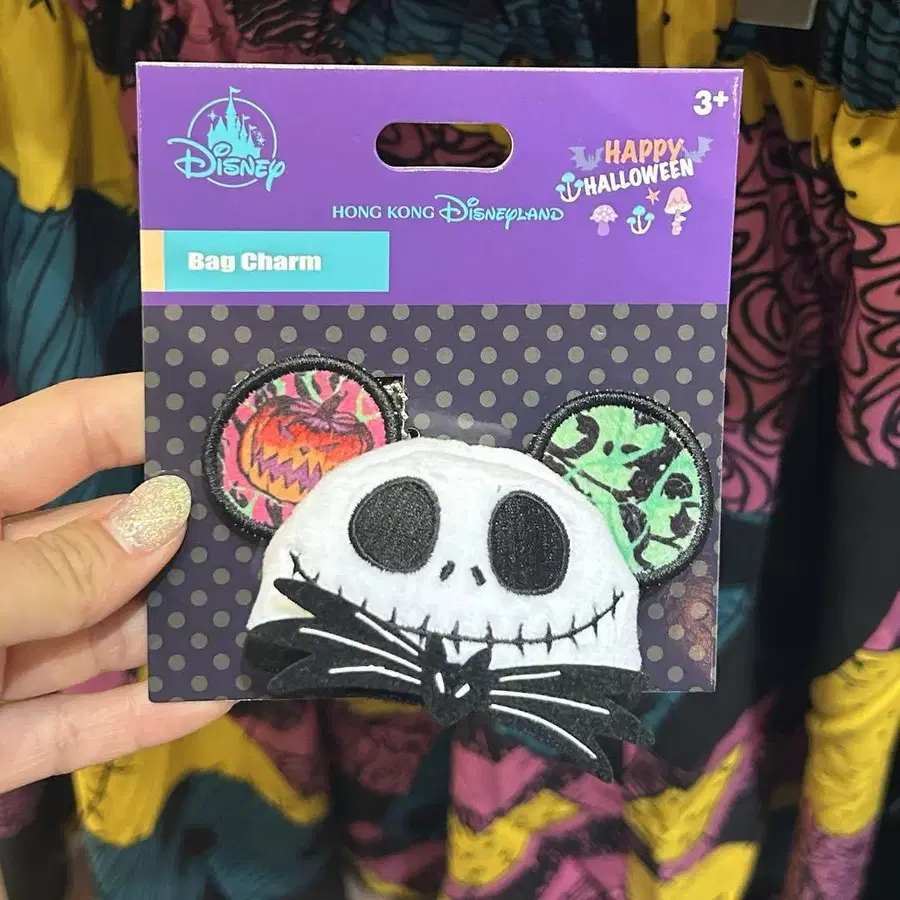 3+
Disney
HAPPY
HALLOWEEN
HONG KONG DISNEYLAND
Bag Charm